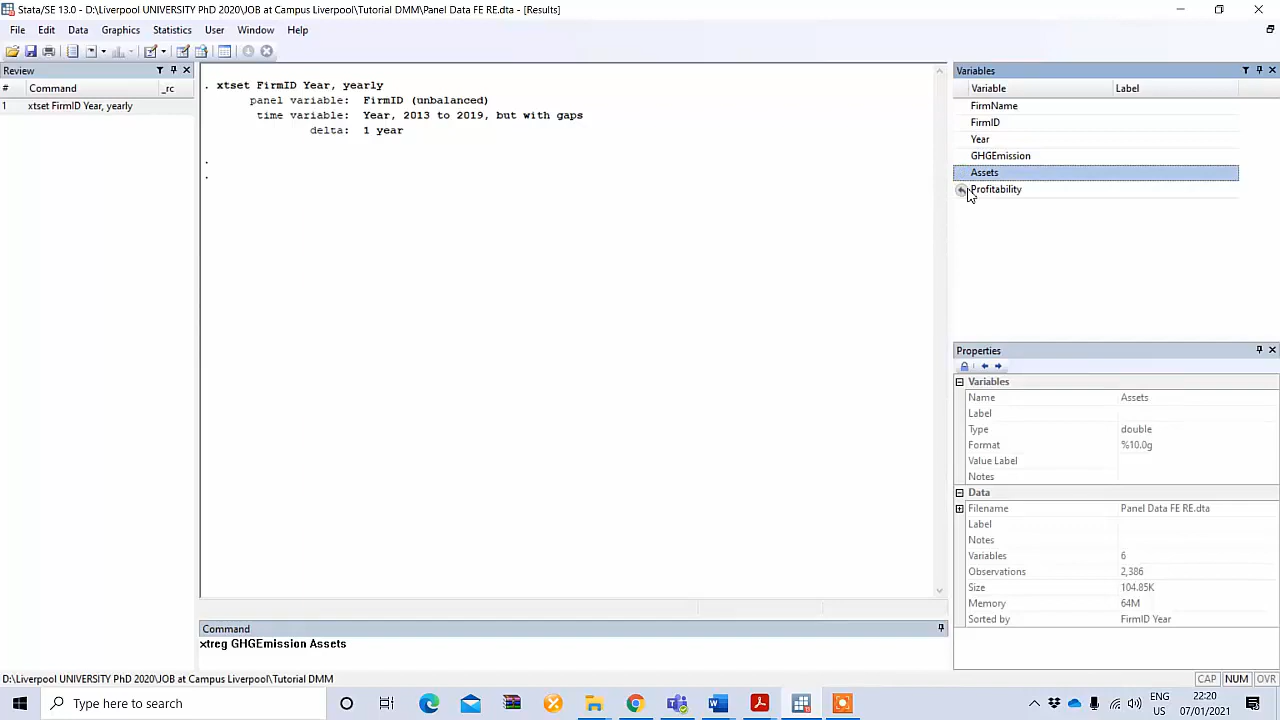 Stata/SE 13.0 - D:\Liverpool UNIVERSITY PhD 2020\JOB at Campus Liverpool\Tutorial DMM\Panel Data FE RE.dta - [Results]
File Edit Data Graphics Statistics User Window Help
Review
# Command _rc
1 xtset FirmID Year, yearly
. xtset FirmID Year, yearly
panel variable: FirmID (unbalanced)
time variable: Year, 2013 to 2019, but with gaps
delta: 1 year
.
.
Command
xtreg GHGEmission Assets
Variables
Variable Label
FirmName
FirmID
Year
GHGEmission
Assets
Profitability
Properties
Variables
Name Assets
Label
Type double
Format %10.0g
Value Label
Notes
Data
Filename Panel Data FE RE.dta
Label
Notes
Variables 6
Observations 2,386
Size 104.85K
Memory 64M
Sorted by FirmID Year
D:\Liverpool UNIVERSITY PhD 2020\JOB at Campus Liverpool\Tutorial DMM
CAP NUM OVR
Type here to search
ENG
US
22:20
07/01/2021